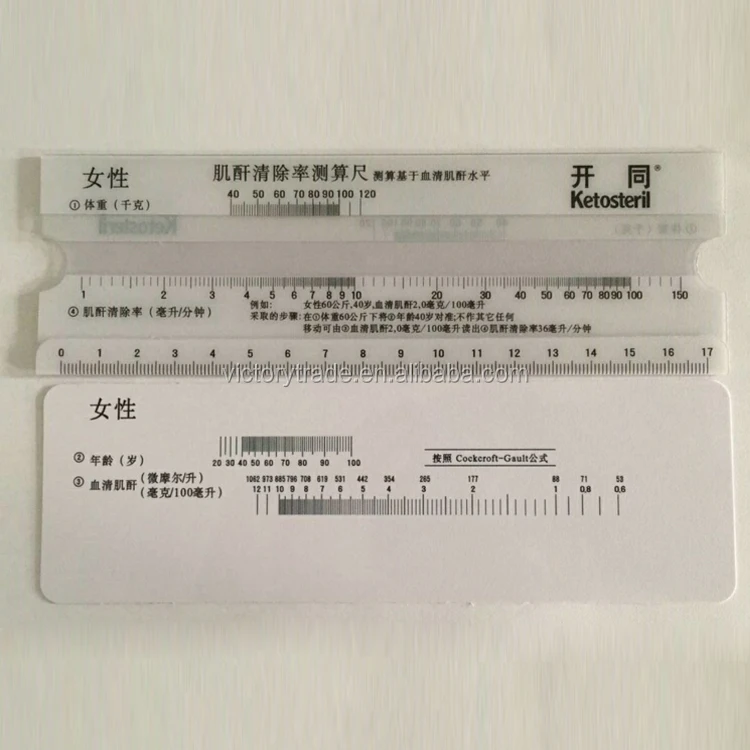 女性 肌酐清除率测算尺 测算基于血清肌酐水平 开同®
① 体重（千克） 40 50 60 70 80 90 100 120 Ketosteril
1 2 3 4 5 6 7 8 9 10 20 30 40 50 60 70 80 90 100 150
④ 肌酐清除率（毫升/分钟） 例如： 女性60公斤,40岁,血清肌酐2,0毫克/100毫升
采取的步骤:在①体重60公斤下将②年龄40岁对准;不作其它任何
移动可由③血清肌酐2,0毫克/100毫升读出④肌酐清除率36毫升/分钟
0 1 2 3 4 5 6 7 8 9 10 11 12 13 14 15 16 17
victorytrade.en.alibaba.com
女性
② 年龄（岁） 20 30 40 50 60 70 80 90 100 按照 Cockcroft-Gault公式
③ 血清肌酐 (微摩尔/升) 1062 973 885 796 708 619 531 442 354 265 177 88 71 53
(毫克/100毫升) 12 11 10 9 8 7 6 5 4 3 2 1 0,8 0,6